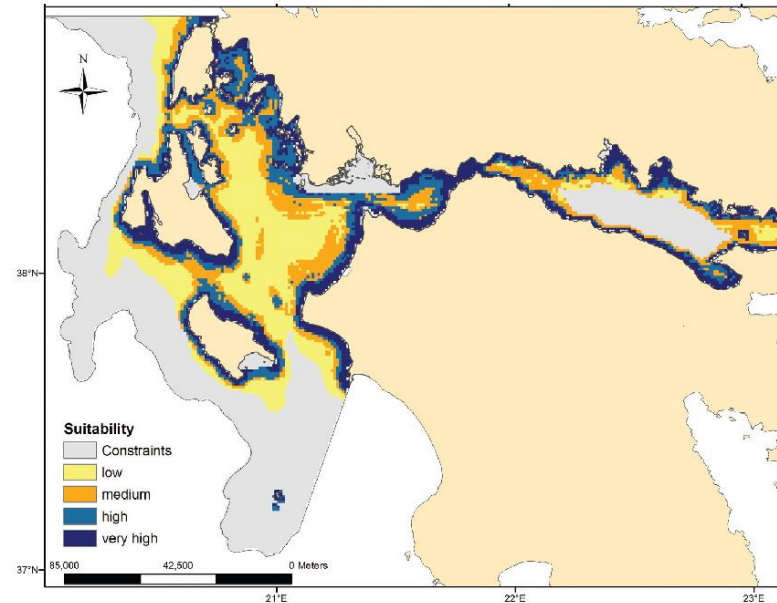 N
38°N
Suitability
Constraints
low
medium
high
very high
37°N
85,000 42,500 0 Meters
21°E 22°E 23°E